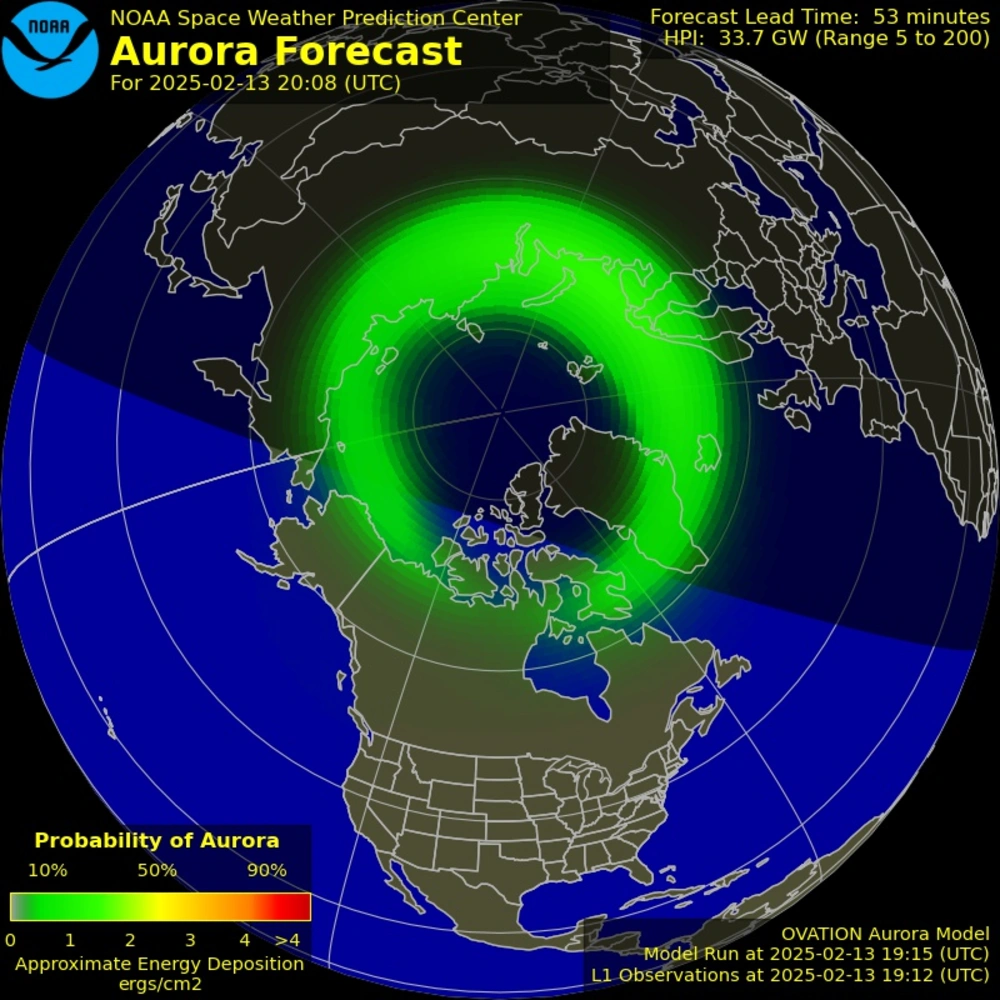 NOAA
NOAA Space Weather Prediction Center
Aurora Forecast
For 2025-02-13 20:08 (UTC)
Forecast Lead Time: 53 minutes
HPI: 33.7 GW (Range 5 to 200)
Probability of Aurora
10% 50% 90%
0 1 2 3 4 >4
Approximate Energy Deposition
ergs/cm2
OVATION Aurora Model
Model Run at 2025-02-13 19:15 (UTC)
L1 Observations at 2025-02-13 19:12 (UTC)